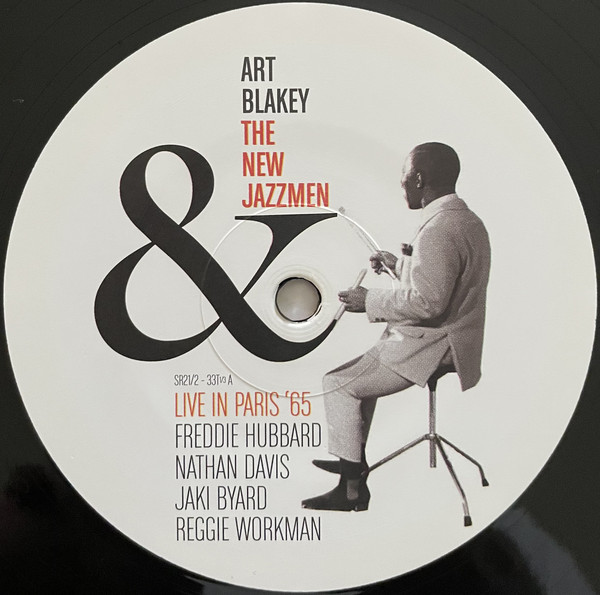 ART
BLAKEY
THE
NEW
JAZZMEN
&
SR21/2 - 33T1/3 A
LIVE IN PARIS '65
FREDDIE HUBBARD
NATHAN DAVIS
JAKI BYARD
REGGIE WORKMAN